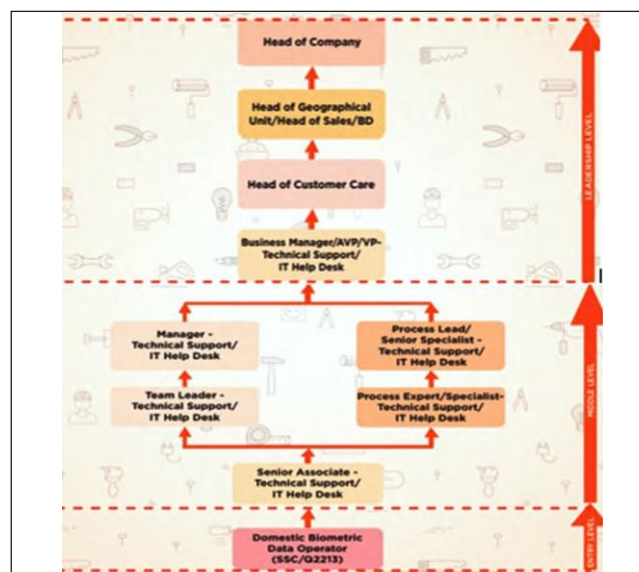 Head of Company
Head of Geographical
Unit/Head of Sales/BD
Head of Customer Care
Business Manager/AVP/VP-
Technical Support/
IT Help Desk
LEADERSHIP LEVEL
Manager -
Technical Support/
IT Help Desk
Process Lead/
Senior Specialist -
Technical Support/
IT Help Desk
Team Leader -
Technical Support/
IT Help Desk
Process Expert/Specialist-
Technical Support/
IT Help Desk
MIDDLE LEVEL
Senior Associate -
Technical Support/
IT Help Desk
Domestic Biometric
Data Operator
(SSC/Q2213)
ENTRY LEVEL